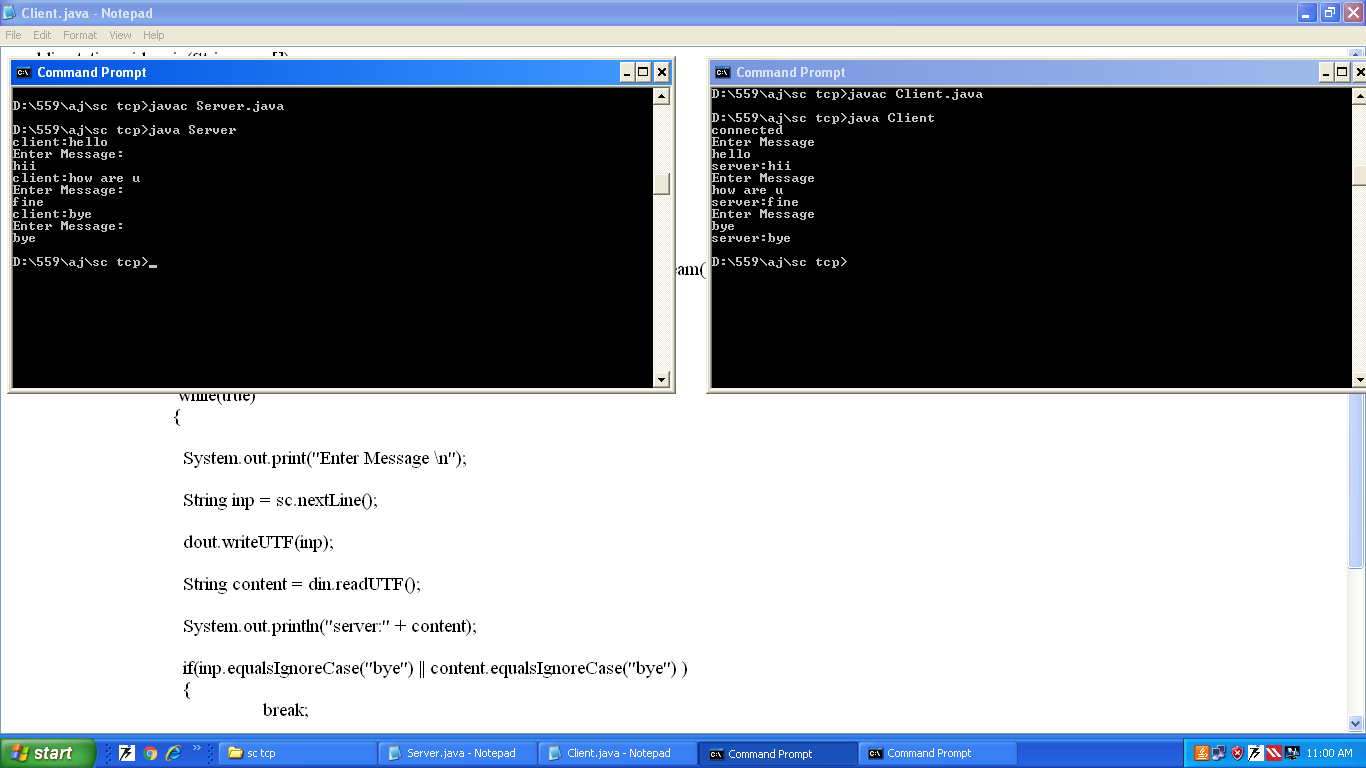 Client.java - Notepad
File Edit Format View Help
Command Prompt
D:\559\aj\sc tcp>javac Server.java
D:\559\aj\sc tcp>java Server
client:hello
Enter Message:
hii
client:how are u
Enter Message:
fine
client:bye
Enter Message:
bye
D:\559\aj\sc tcp>_
Command Prompt
D:\559\aj\sc tcp>javac Client.java
D:\559\aj\sc tcp>java Client
connected
Enter Message
hello
server:hii
Enter Message
how are u
server:fine
Enter Message
bye
server:bye
D:\559\aj\sc tcp>
eam(
while(true)
{
System.out.print("Enter Message \n");
String inp = sc.nextLine();
dout.writeUTF(inp);
String content = din.readUTF();
System.out.println("server:" + content);
if(inp.equalsIgnoreCase("bye") || content.equalsIgnoreCase("bye") )
{
break;
start
sc tcp
Server.java - Notepad
Client.java - Notepad
Command Prompt
Command Prompt
11:00 AM